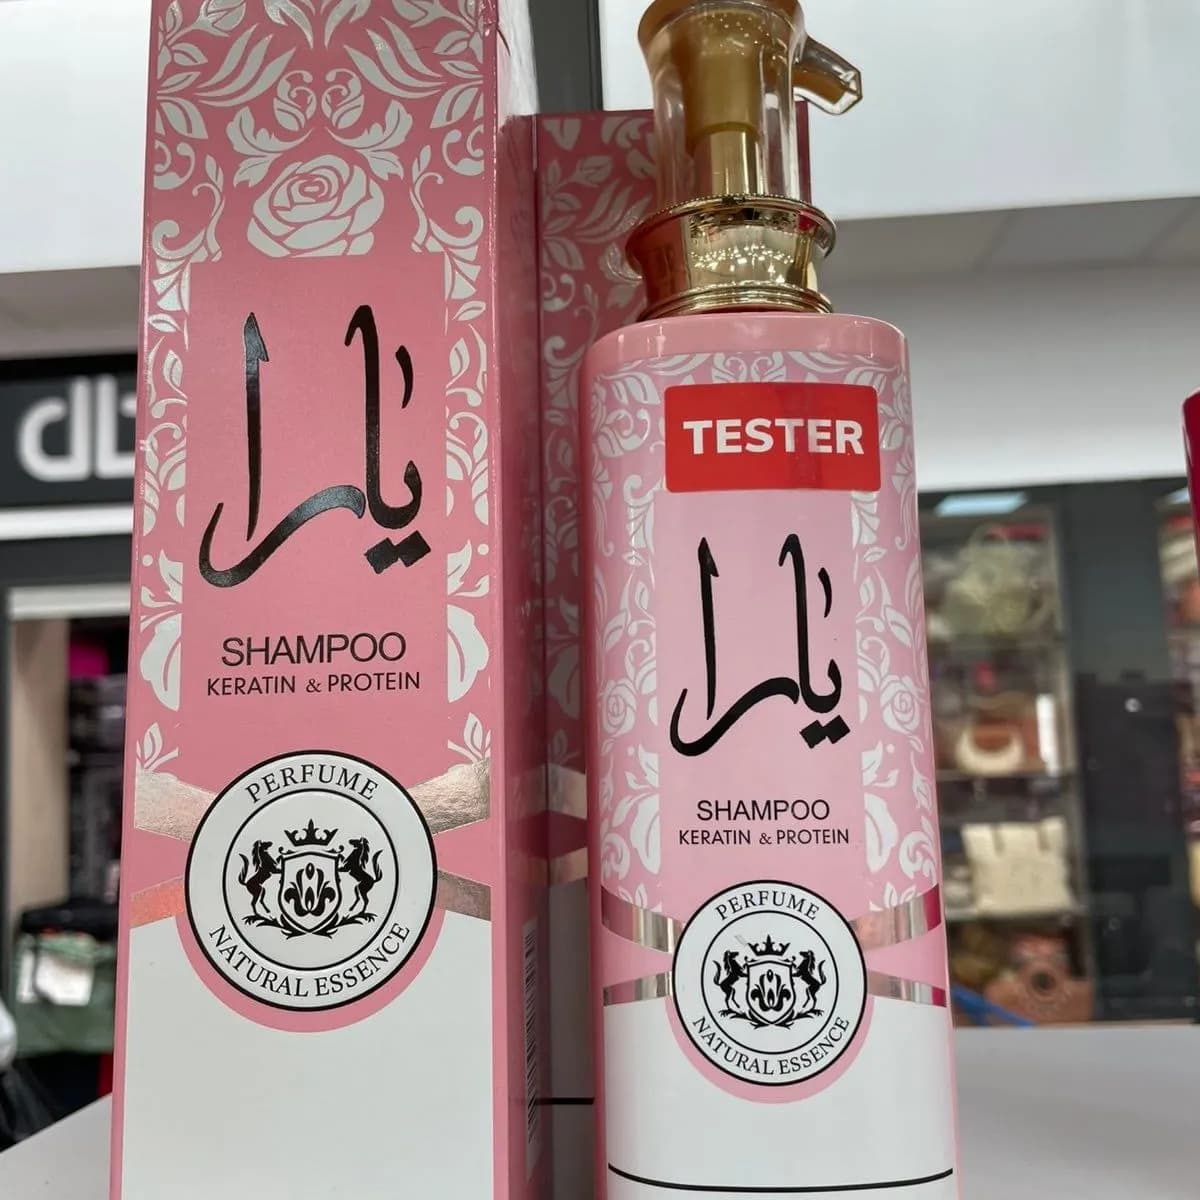 يارا
SHAMPOO
KERATIN & PROTEIN
PERFUME
NATURAL ESSENCE
TESTER
يارا
SHAMPOO
KERATIN & PROTEIN
PERFUME
NATURAL ESSENCE